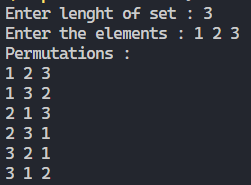 Enter lenght of set : 3
Enter the elements : 1 2 3
Permutations :
1 2 3
1 3 2
2 1 3
2 3 1
3 2 1
3 1 2